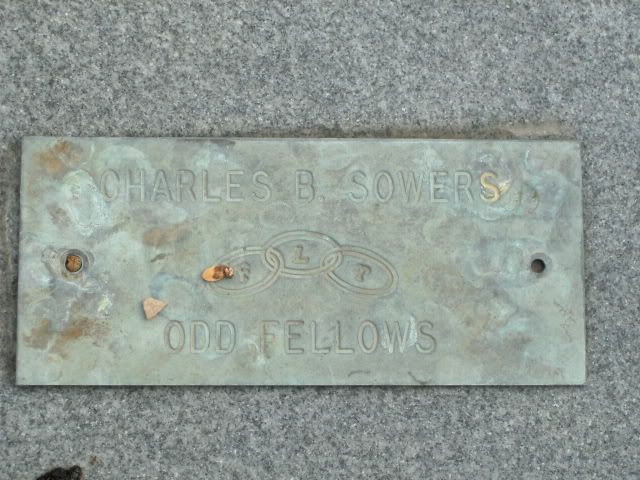 CHARLES B. SOWERS
F L T
ODD FELLOWS